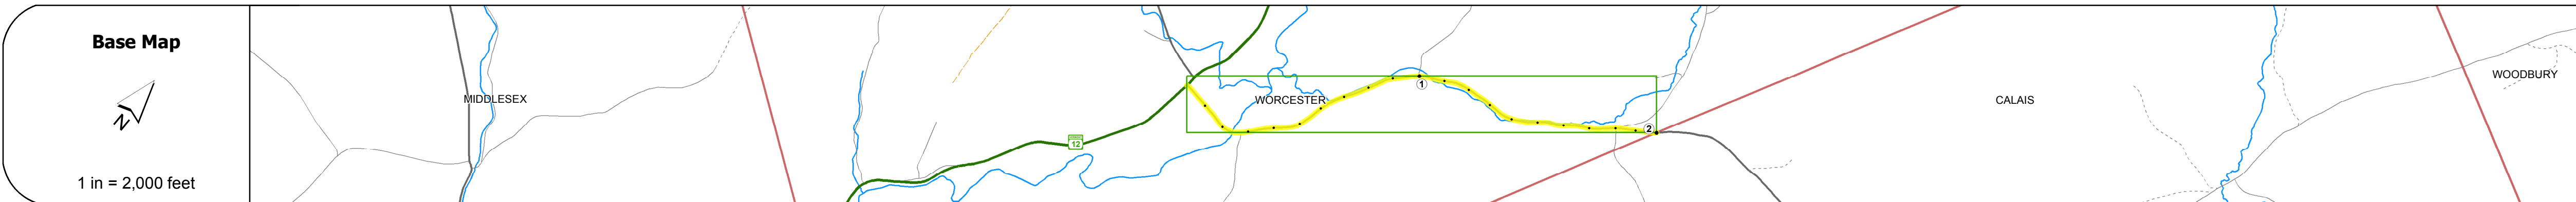 Base Map
N
1 in = 2,000 feet
MIDDLESEX
12
WORCESTER
1
2
CALAIS
WOODBURY